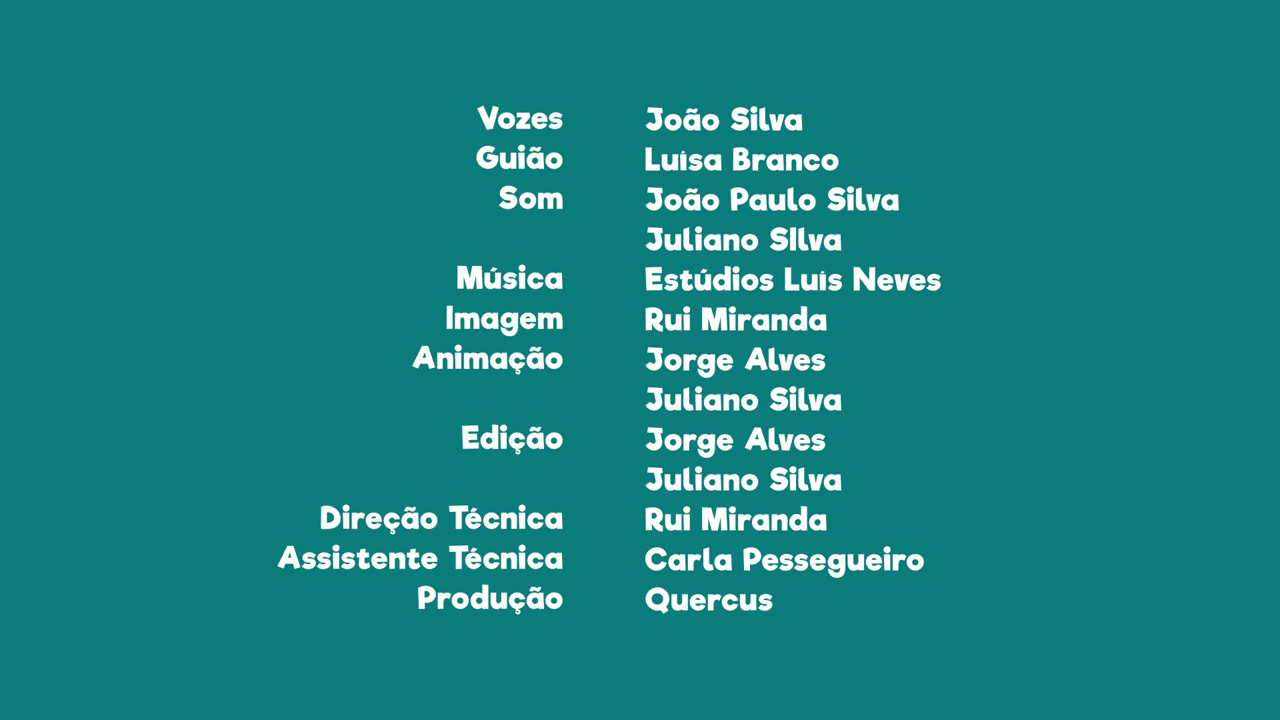 Vozes João Silva
Guião Luísa Branco
Som João Paulo Silva
Juliano SIlva
Música Estúdios Luís Neves
Imagem Rui Miranda
Animação Jorge Alves
Juliano Silva
Edição Jorge Alves
Juliano Silva
Direção Técnica Rui Miranda
Assistente Técnica Carla Pessegueiro
Produção Quercus